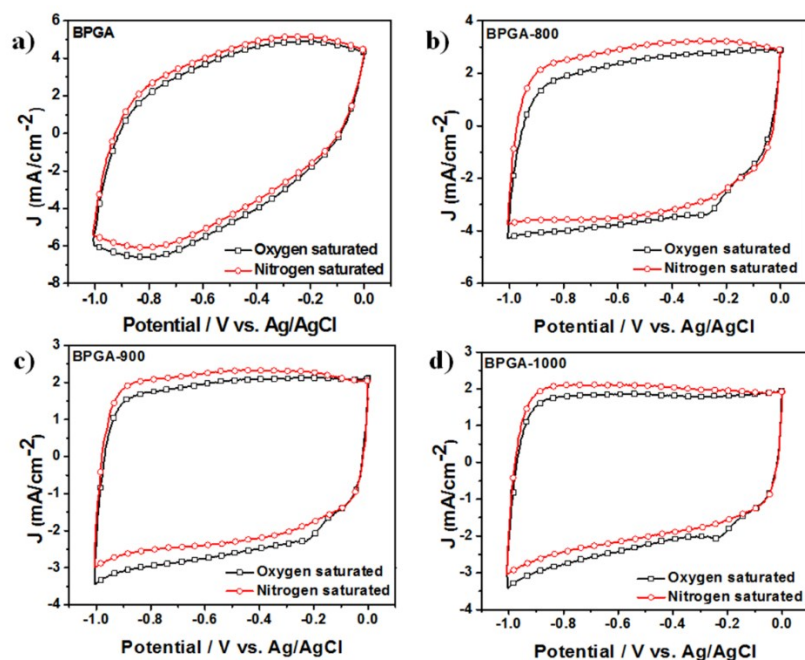 a)
BPGA
J (mA/cm-2)
6
4
2
0
-2
-4
-6
-8
Oxygen saturated
Nitrogen saturated
-1.0 -0.8 -0.6 -0.4 -0.2 0.0
Potential / V vs. Ag/AgCl
b)
BPGA-800
J (mA/cm-2)
6
4
2
0
-2
-4
-6
Oxygen saturated
Nitrogen saturated
-1.0 -0.8 -0.6 -0.4 -0.2 0.0
Potential / V vs. Ag/AgCl
c)
BPGA-900
J (mA/cm-2)
3
2
1
0
-1
-2
-3
-4
Oxygen saturated
Nitrogen saturated
-1.0 -0.8 -0.6 -0.4 -0.2 0.0
Potential / V vs. Ag/AgCl
d)
BPGA-1000
J (mA/cm-2)
3
2
1
0
-1
-2
-3
-4
Oxygen saturated
Nitrogen saturated
-1.0 -0.8 -0.6 -0.4 -0.2 0.0
Potential / V vs. Ag/AgCl